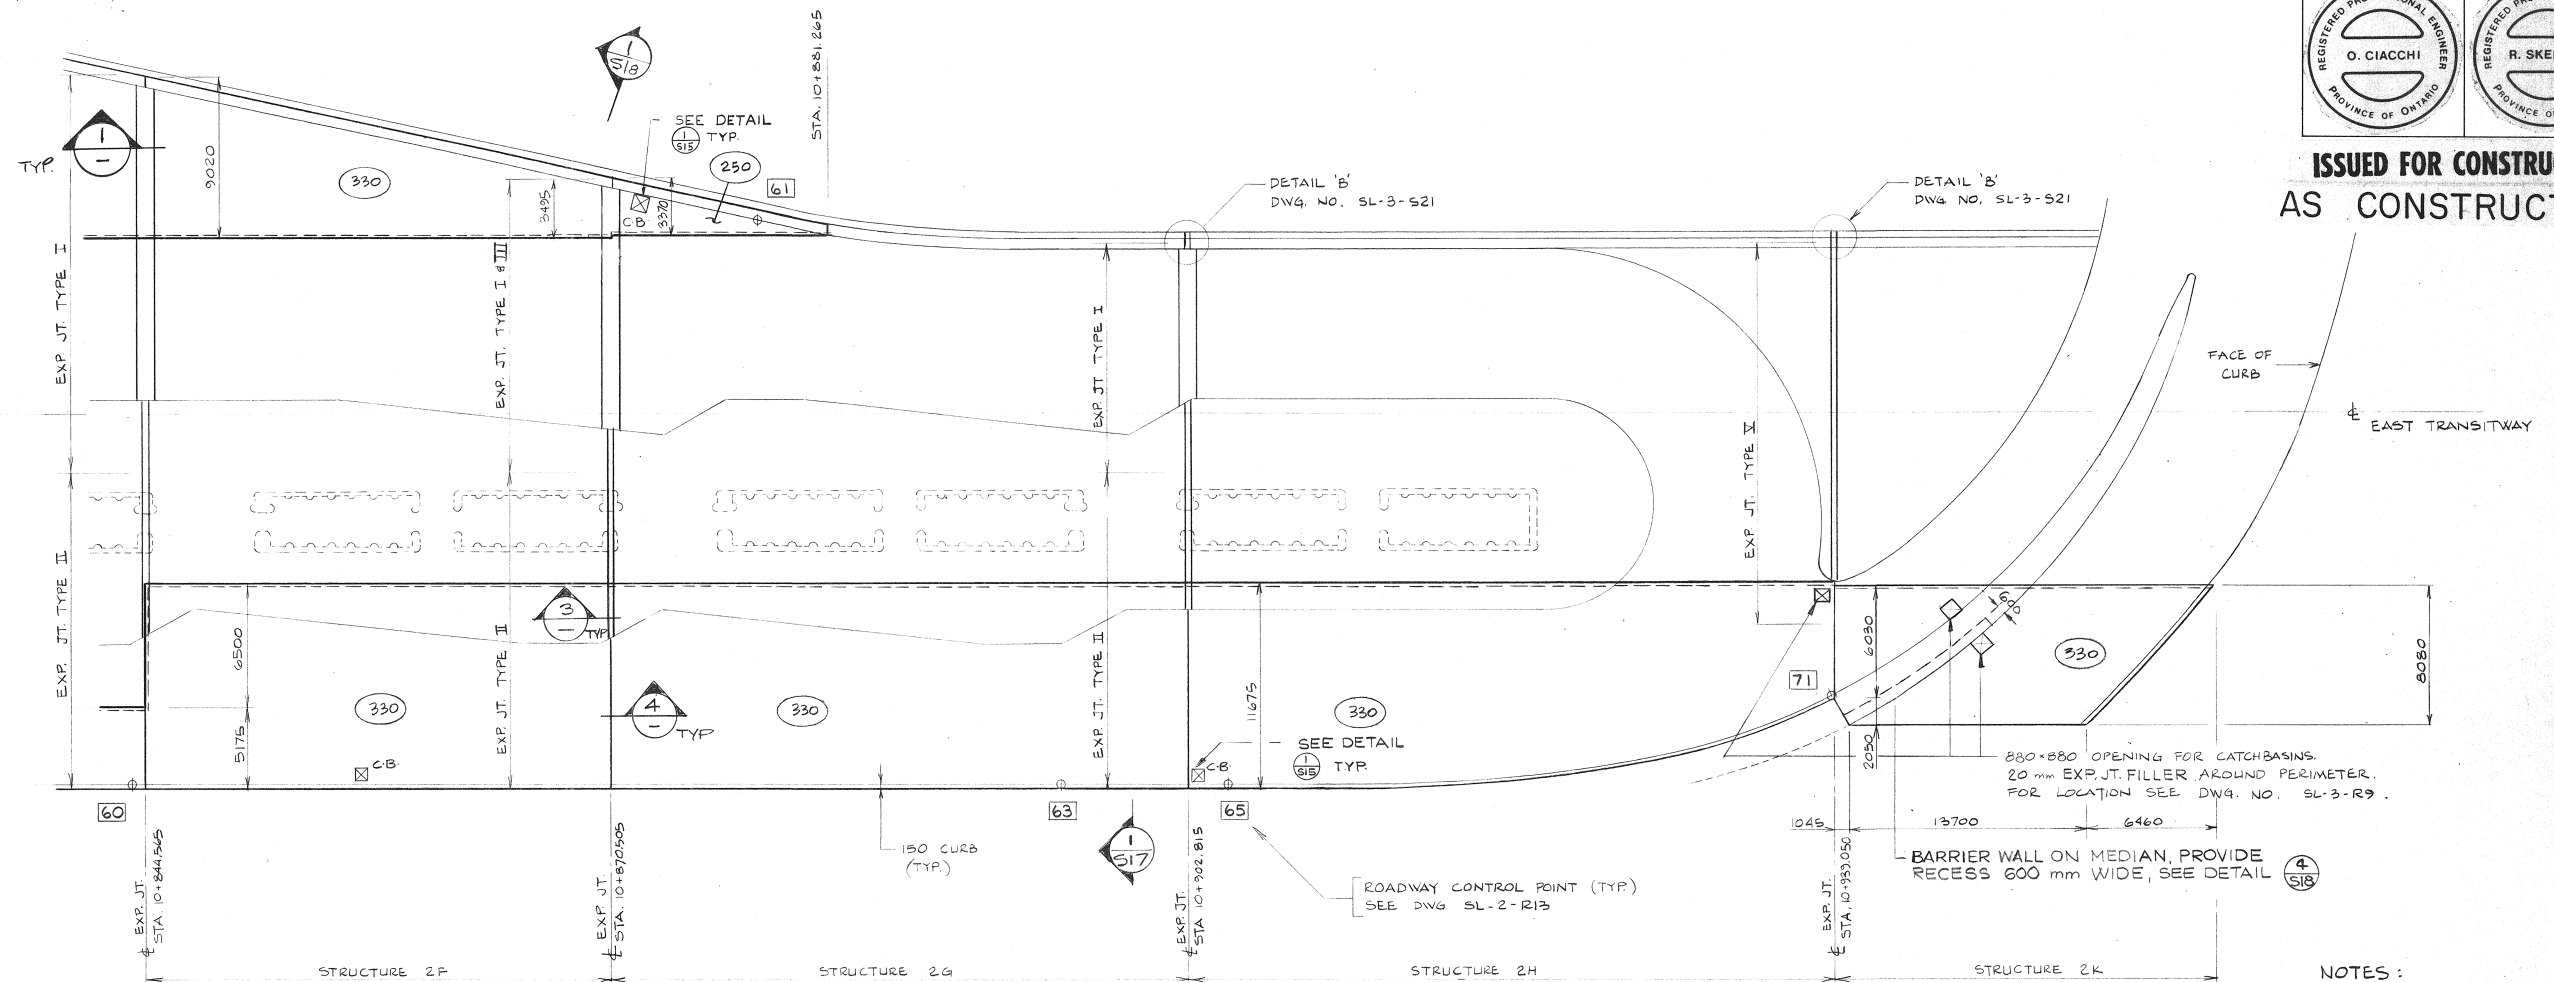 REGISTERED PROFESSIONAL ENGINEER
O. CIACCHI
PROVINCE OF ONTARIO
R. SKE
ISSUED FOR CONSTRU
AS CONSTRUCT
1
S18
STA. 10+881.265
SEE DETAIL
1
S15
TYP.
250
61
TYP.
1
9020
330
3495
C.B.
3370
DETAIL 'B'
DWG. NO. SL-3-S21
DETAIL 'B'
DWG. NO. SL-3-S21
EXP. JT. TYPE I
EXP. JT. TYPE I & III
EXP. JT TYPE I
EXP. JT. TYPE V
FACE OF
CURB
℄
EAST TRANSITWAY
EXP. JT. TYPE II
6500
5175
3
TYP
EXP. JT. TYPE II
330
C.B.
4
TYP
330
EXP. JT. TYPE II
11675
330
SEE DETAIL
1
S15
TYP.
C.B.
71
6030
2050
600
330
8080
880×880 OPENING FOR CATCHBASINS.
20 mm EXP. JT. FILLER AROUND PERIMETER.
FOR LOCATION SEE DWG. NO. SL-3-R9.
60
63
65
1045
13700
6460
150 CURB
(TYP.)
1
S17
BARRIER WALL ON MEDIAN, PROVIDE
RECESS 600 mm WIDE, SEE DETAIL
4
S18
ROADWAY CONTROL POINT (TYP.)
SEE DWG SL-2-R13
℄ EXP. JT.
STA. 10+844.565
℄ EXP. JT.
STA. 10+870.505
℄ EXP. JT.
STA 10+902.815
℄ EXP. JT.
STA. 10+939.050
STRUCTURE 2F
STRUCTURE 2G
STRUCTURE 2H
STRUCTURE 2K
NOTES: